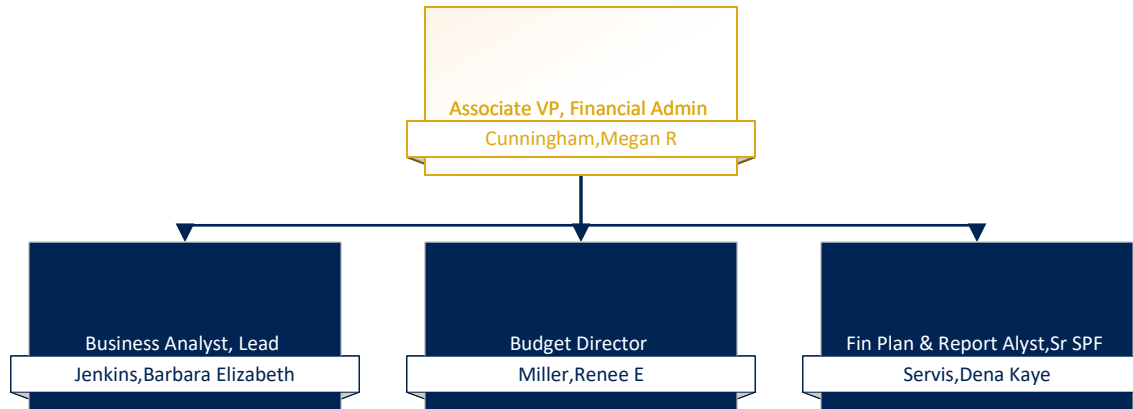 Associate VP, Financial Admin
Cunningham,Megan R
Business Analyst, Lead
Jenkins,Barbara Elizabeth
Budget Director
Miller,Renee E
Fin Plan & Report Alyst,Sr SPF
Servis,Dena Kaye